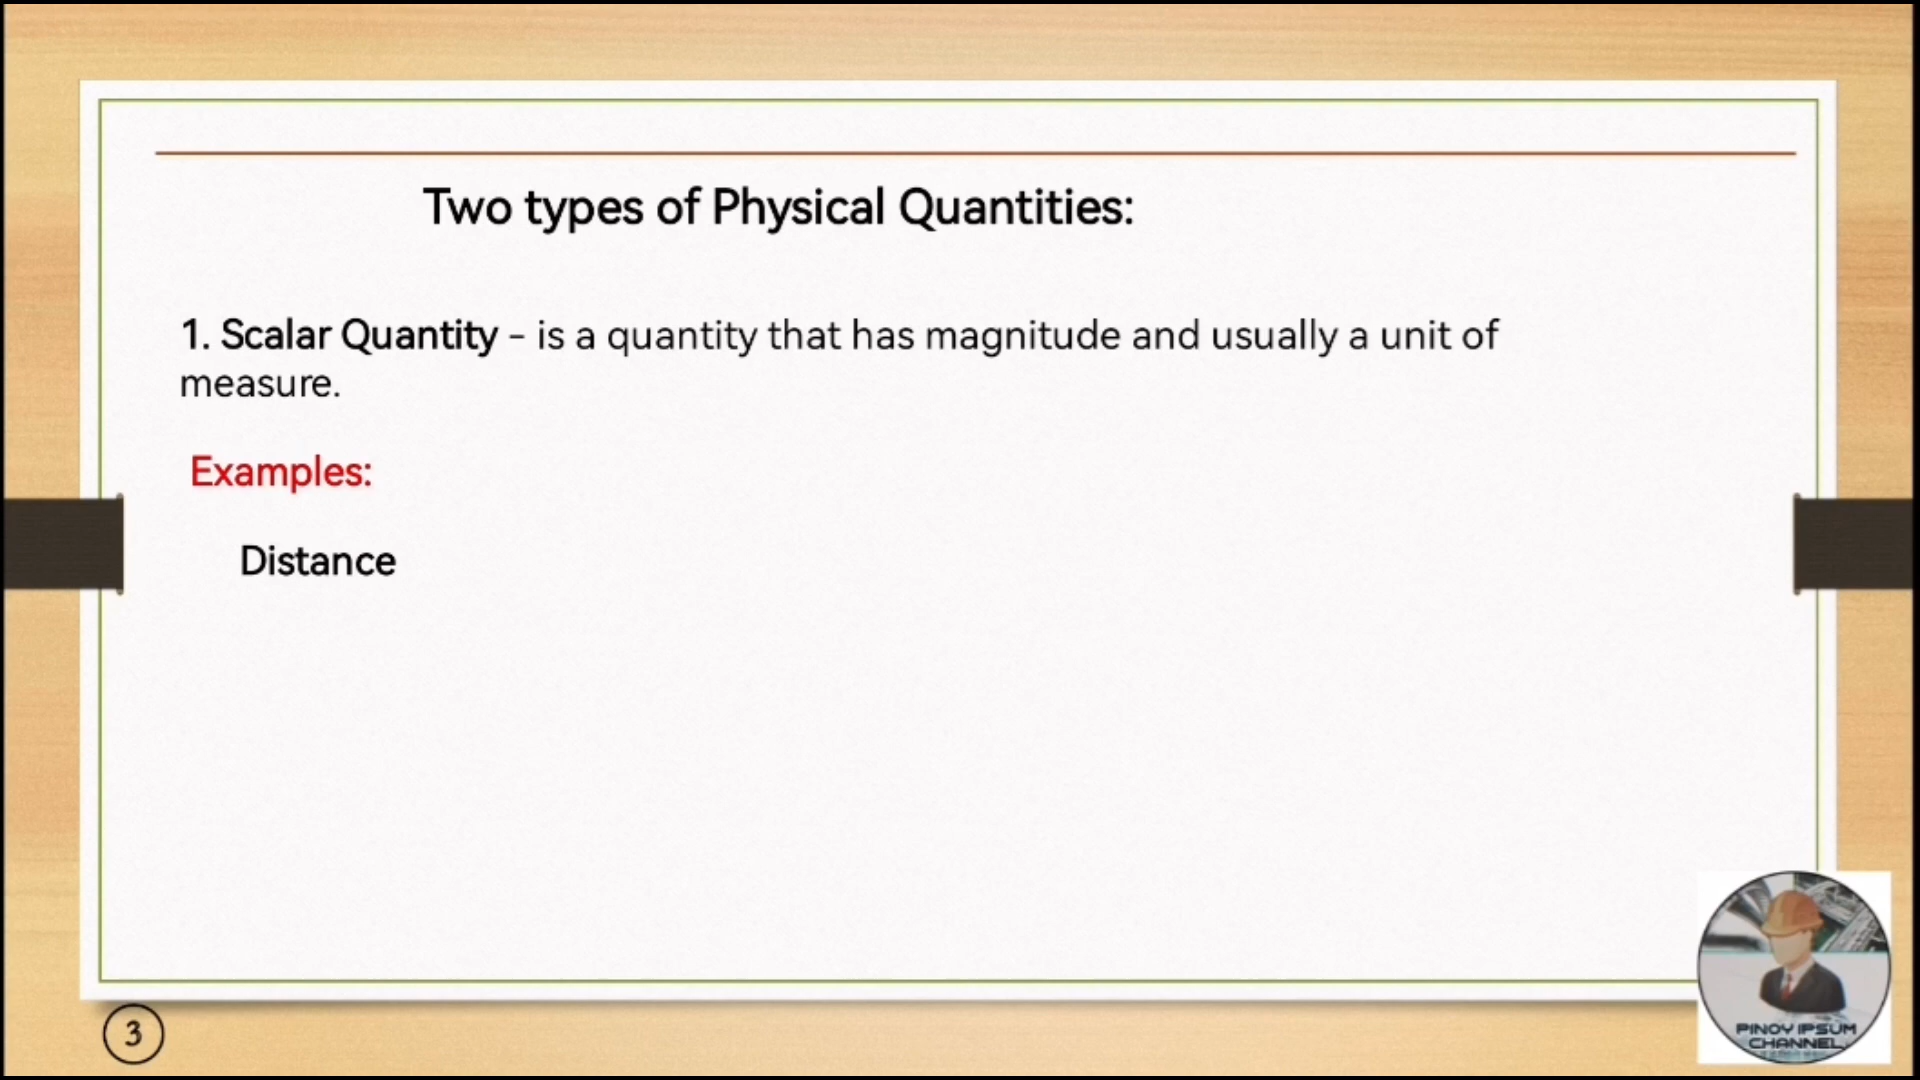 Two types of Physical Quantities:
1. Scalar Quantity – is a quantity that has magnitude and usually a unit of
measure.
Examples:
Distance
3
PINOY IPSUM
CHANNEL